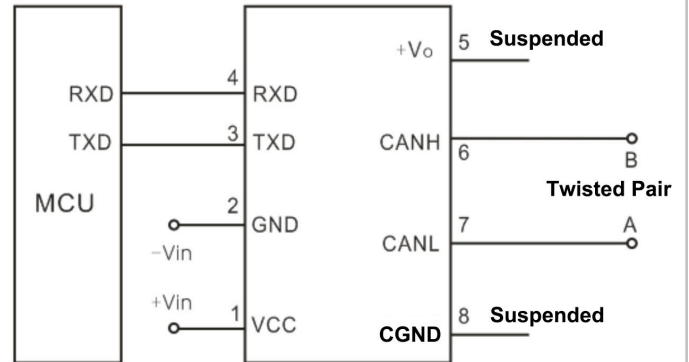 +Vo 5 Suspended
RXD 4 RXD
TXD 3 TXD CANH 6 B
MCU Twisted Pair
2 GND 7 A
-Vin CANL
+Vin
1 VCC 8 Suspended
CGND